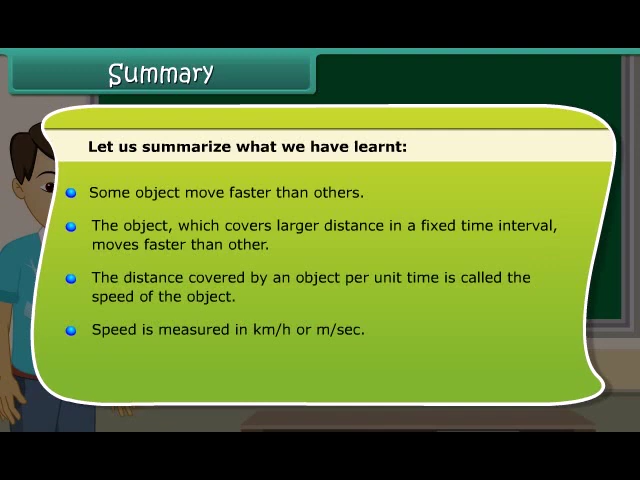 Summary
Let us summarize what we have learnt:
Some object move faster than others.
The object, which covers larger distance in a fixed time interval,
moves faster than other.
The distance covered by an object per unit time is called the
speed of the object.
Speed is measured in km/h or m/sec.